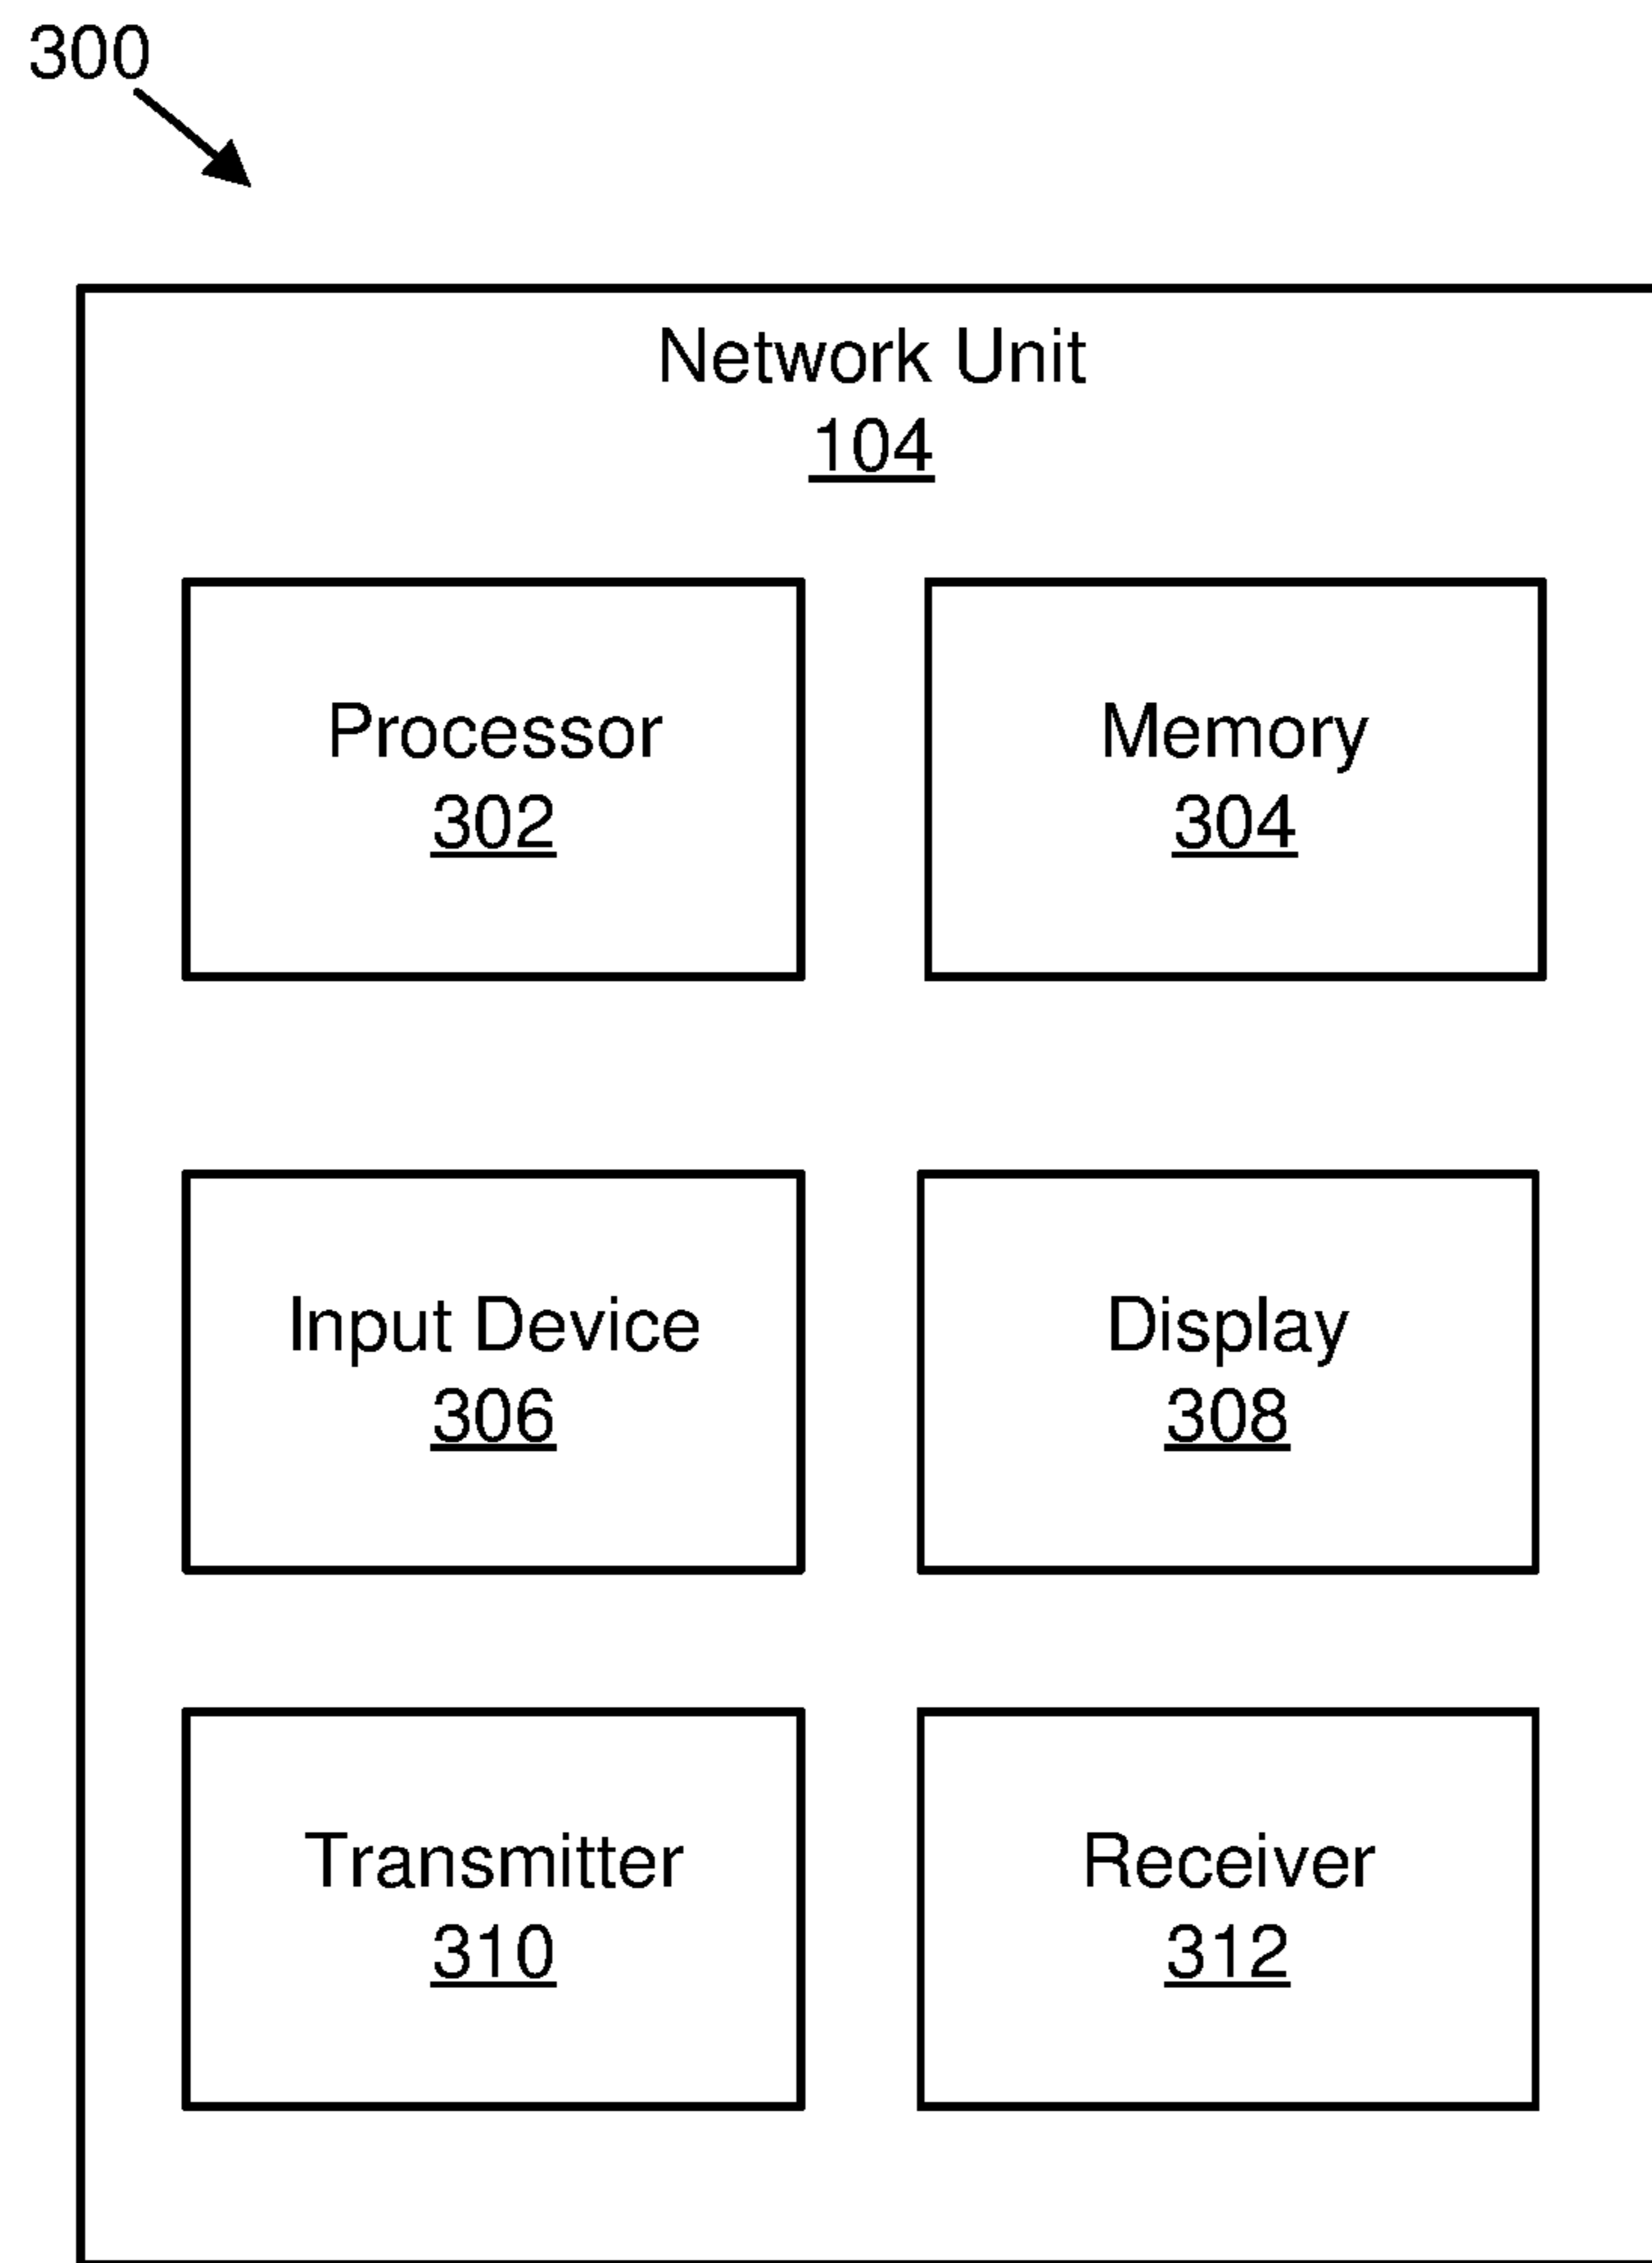 300
Network Unit
104
Processor
302
Memory
304
Input Device
306
Display
308
Transmitter
310
Receiver
312